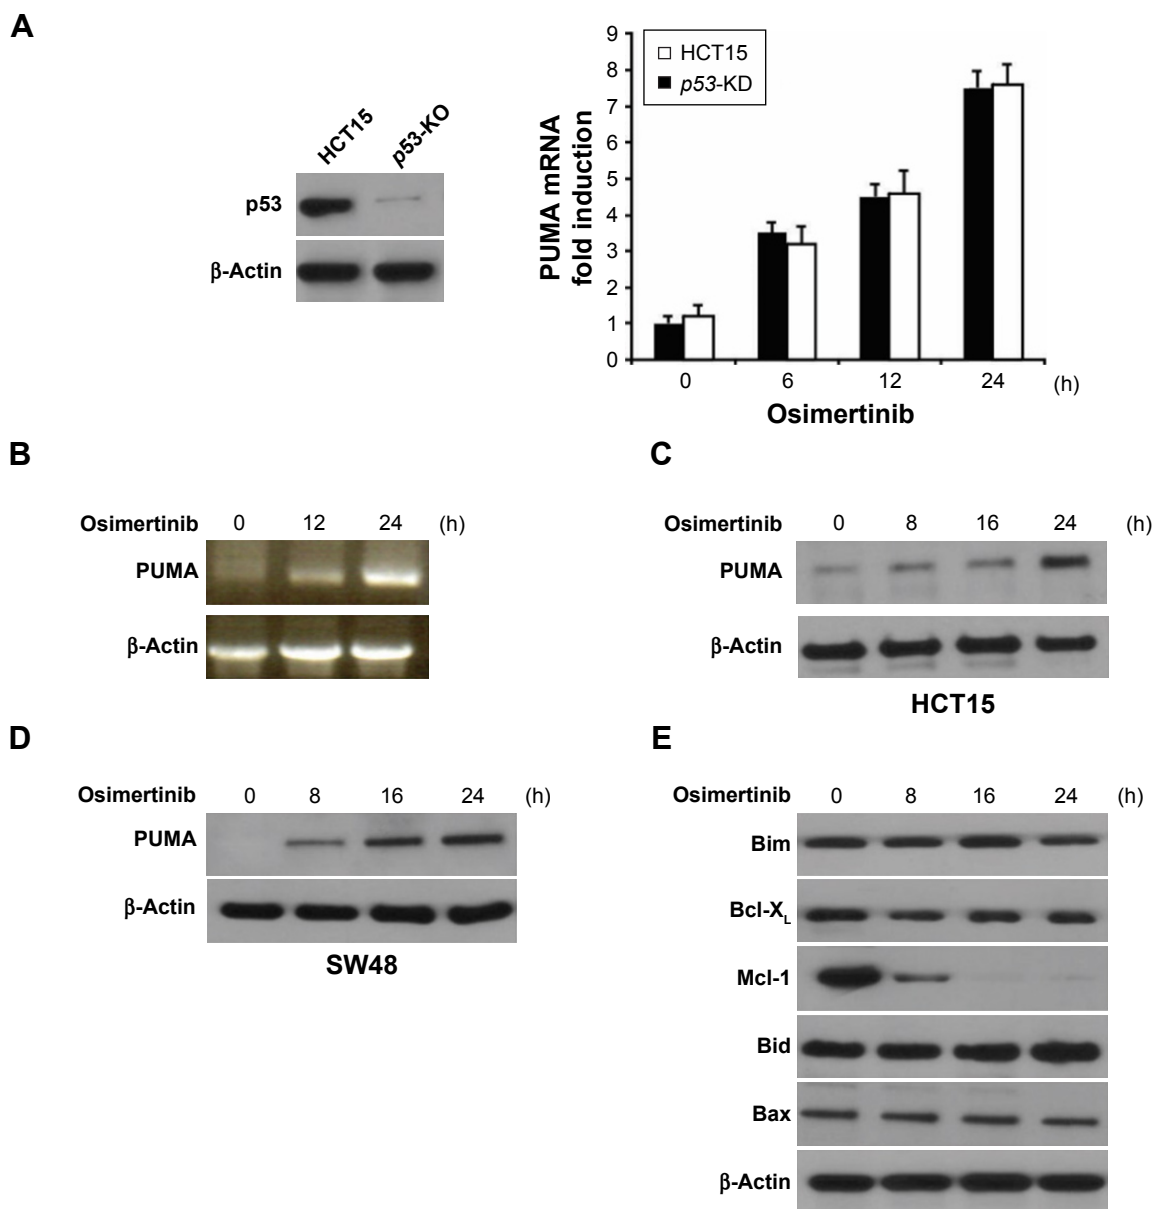 A
HCT15
p53-KO
p53
β-Actin
PUMA mRNA
fold induction
9
8
7
6
5
4
3
2
1
0
HCT15
p53-KD
0 6 12 24 (h)
Osimertinib
B
Osimertinib 0 12 24 (h)
PUMA
β-Actin
C
Osimertinib 0 8 16 24 (h)
PUMA
β-Actin
HCT15
D
Osimertinib 0 8 16 24 (h)
PUMA
β-Actin
SW48
E
Osimertinib 0 8 16 24 (h)
Bim
Bcl-XL
Mcl-1
Bid
Bax
β-Actin